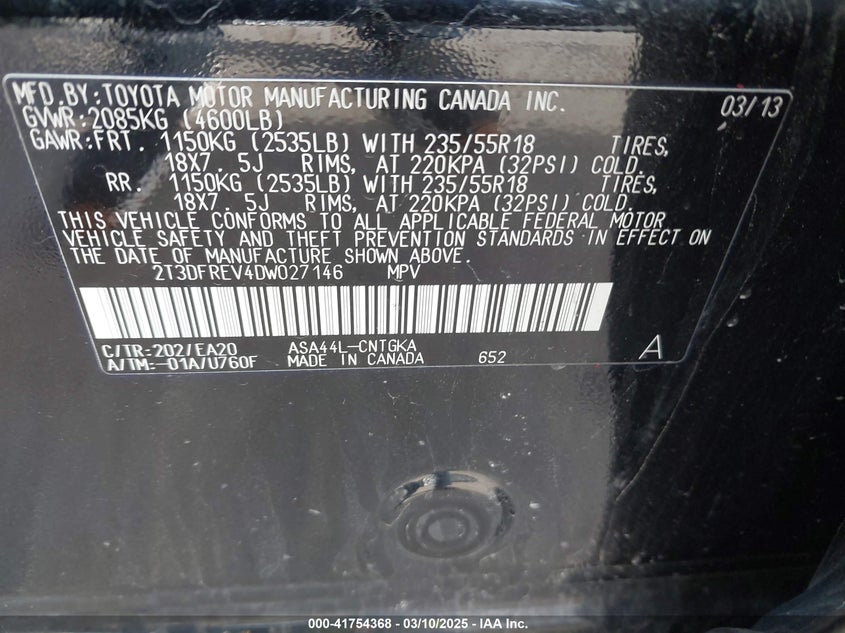 MFD.BY:TOYOTA MOTOR MANUFACTURING CANADA INC. 03/13
GVWR:2085KG (4600LB)
GAWR:FRT. 1150KG (2535LB) WITH 235/55R18 TIRES,
18X7.5J RIMS, AT 220KPA (32PSI) COLD.
RR. 1150KG (2535LB) WITH 235/55R18 TIRES,
18X7.5J RIMS, AT 220KPA (32PSI) COLD.
THIS VEHICLE CONFORMS TO ALL APPLICABLE FEDERAL MOTOR
VEHICLE SAFETY AND THEFT PREVENTION STANDARDS IN EFFECT ON
THE DATE OF MANUFACTURE SHOWN ABOVE.
2T3DFREV4DW027146 MPV
C/TR:202/EA20 ASA44L-CNTGKA
A/TM:-01A/U760F MADE IN CANADA 652 A
000-41754368 - 03/10/2025 - IAA Inc.